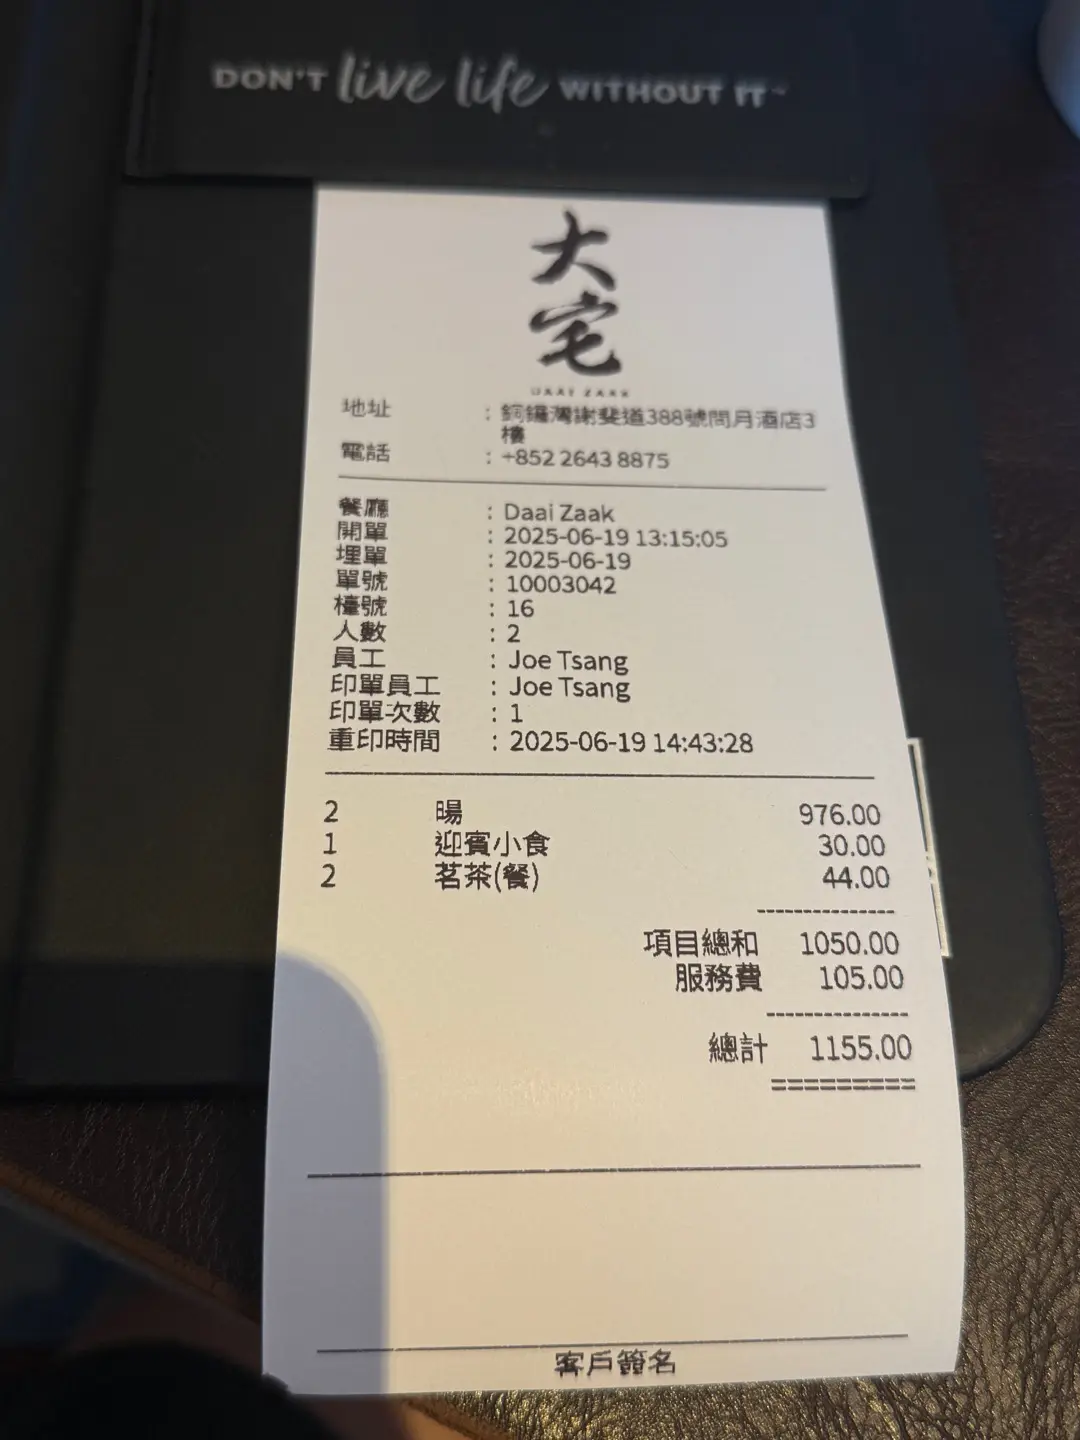 DON'T live life WITHOUT IT™
大
宅
DAAI ZAAK
地址 : 銅鑼灣謝斐道388號問月酒店3
樓
電話 : +852 2643 8875
餐廳 : Daai Zaak
開單 : 2025-06-19 13:15:05
埋單 : 2025-06-19
單號 : 10003042
檯號 : 16
人數 : 2
員工 : Joe Tsang
印單員工 : Joe Tsang
印單次數 : 1
重印時間 : 2025-06-19 14:43:28
2 暘 976.00
1 迎賓小食 30.00
2 茗茶(餐) 44.00
項目總和 1050.00
服務費 105.00
總計 1155.00
客戶簽名